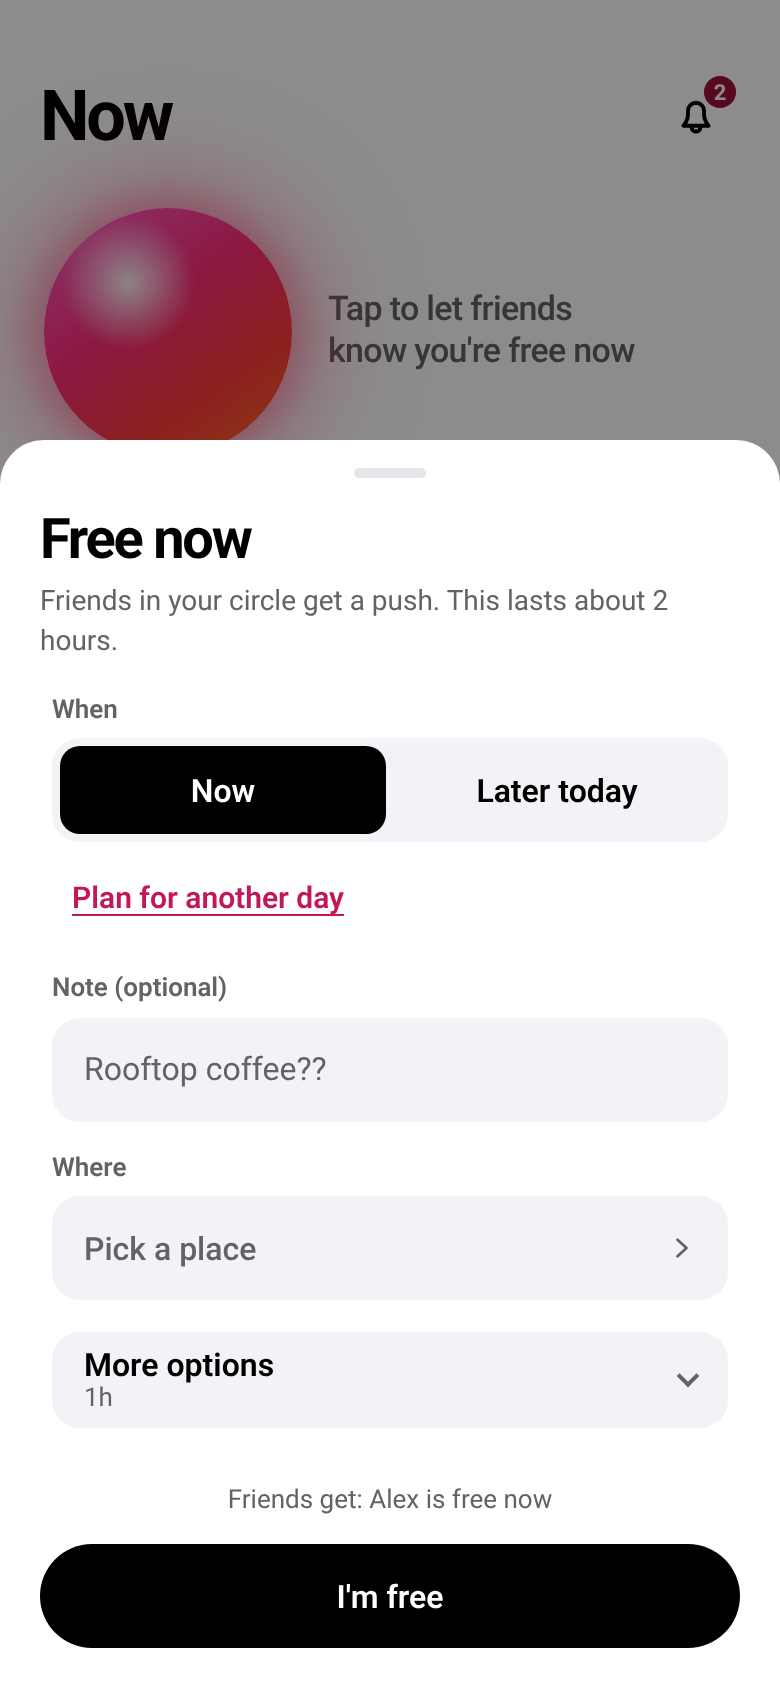 Now
2
Tap to let friends
know you're free now
Free now
Friends in your circle get a push. This lasts about 2
hours.
When
Now
Later today
Plan for another day
Note (optional)
Rooftop coffee??
Where
Pick a place
More options
1h
Friends get: Alex is free now
I'm free